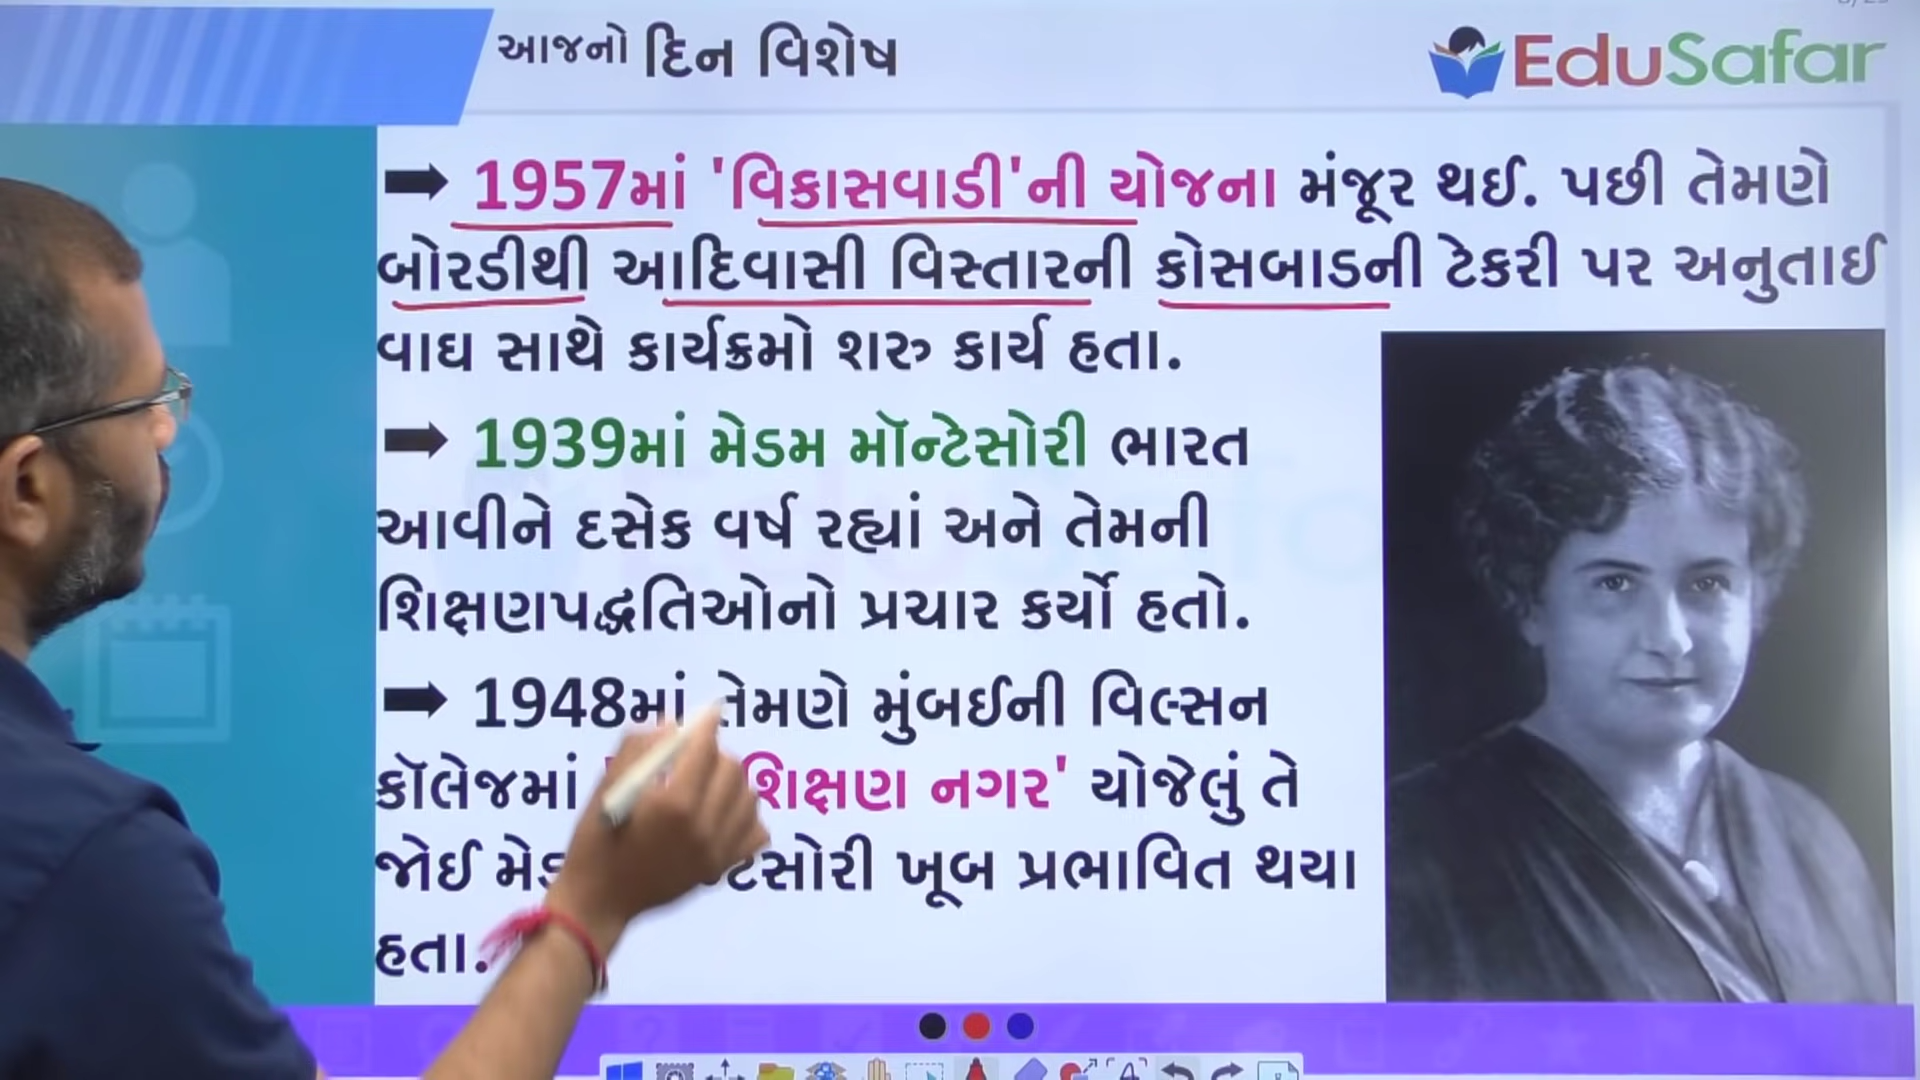 આજનો દિન વિશેષ
EduSafar
➡ 1957માં 'વિકાસવાડી'ની યોજના મંજૂર થઈ. પછી તેમણે
બોરડીથી આદિવાસી વિસ્તારની કોસબાડની ટેકરી પર અનુતાઈ
વાઘ સાથે કાર્યક્રમો શરુ કાર્ય હતા.
➡ 1939માં મેડમ મૉન્ટેસોરી ભારત
આવીને દસેક વર્ષ રહ્યાં અને તેમની
શિક્ષણપદ્ધતિઓનો પ્રચાર કર્યો હતો.
➡ 1948માં તેમણે મુંબઈની વિલ્સન
કૉલેજમાં શિક્ષણ નગર' યોજેલું તે
જોઈ ખૂબ પ્રભાવિત થયા
હતા.